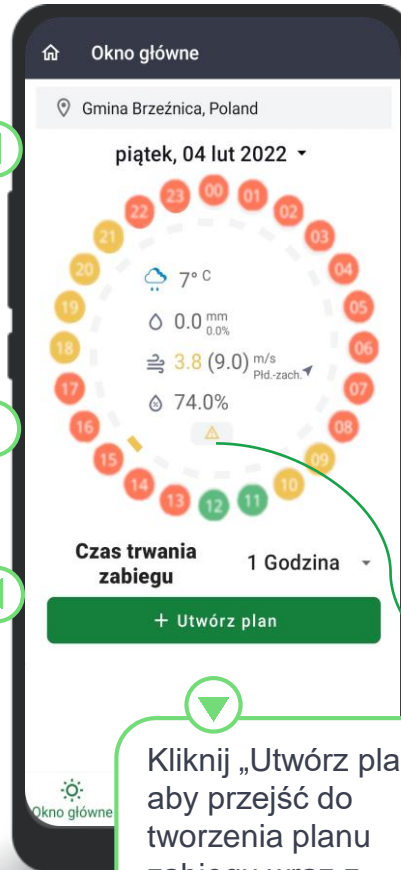 Okno główne
Gmina Brzeźnica, Poland
piątek, 04 lut 2022
00
01
02
03
04
05
06
07
08
09
10
11
12
13
14
15
16
17
18
19
20
21
22
23
7° C
0.0 mm
0.0%
3.8 (9.0) m/s
Płd.-zach.
74.0%
Czas trwania
zabiegu
1 Godzina
+ Utwórz plan
Okno główne
Kliknij „Utwórz pla
aby przejść do
tworzenia planu
zabiegu wraz z